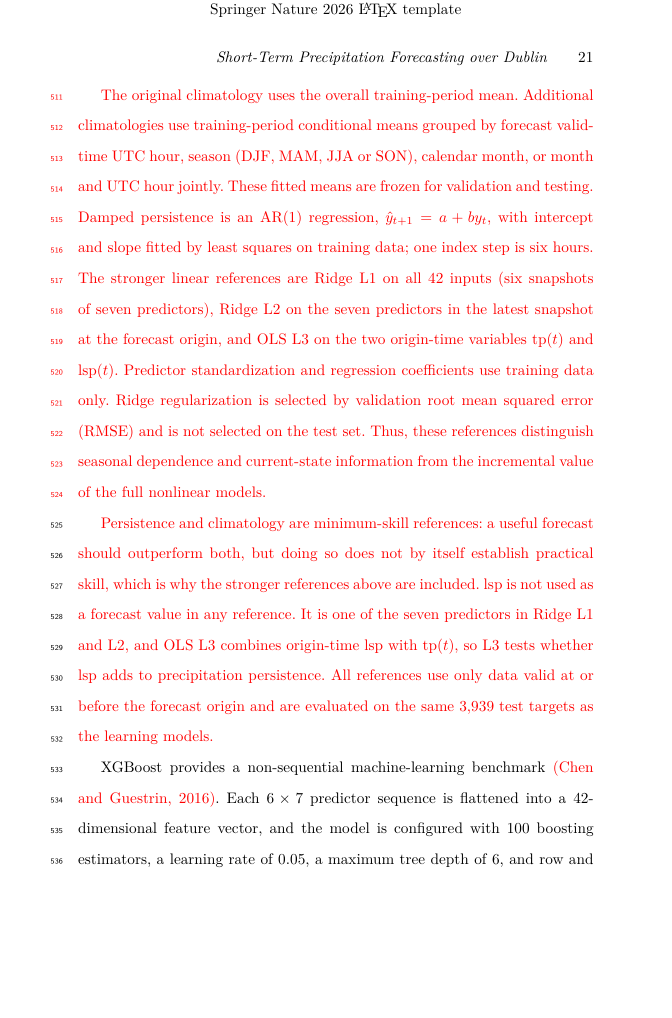 Springer Nature 2026 LATEX template
Short-Term Precipitation Forecasting over Dublin 21
511 The original climatology uses the overall training-period mean. Additional
512 climatologies use training-period conditional means grouped by forecast valid-
513 time UTC hour, season (DJF, MAM, JJA or SON), calendar month, or month
514 and UTC hour jointly. These fitted means are frozen for validation and testing.
515 Damped persistence is an AR(1) regression, ŷₜ₊₁ = a + byₜ, with intercept
516 and slope fitted by least squares on training data; one index step is six hours.
517 The stronger linear references are Ridge L1 on all 42 inputs (six snapshots
518 of seven predictors), Ridge L2 on the seven predictors in the latest snapshot
519 at the forecast origin, and OLS L3 on the two origin-time variables tp(t) and
520 lsp(t). Predictor standardization and regression coefficients use training data
521 only. Ridge regularization is selected by validation root mean squared error
522 (RMSE) and is not selected on the test set. Thus, these references distinguish
523 seasonal dependence and current-state information from the incremental value
524 of the full nonlinear models.
525 Persistence and climatology are minimum-skill references: a useful forecast
526 should outperform both, but doing so does not by itself establish practical
527 skill, which is why the stronger references above are included. lsp is not used as
528 a forecast value in any reference. It is one of the seven predictors in Ridge L1
529 and L2, and OLS L3 combines origin-time lsp with tp(t), so L3 tests whether
530 lsp adds to precipitation persistence. All references use only data valid at or
531 before the forecast origin and are evaluated on the same 3,939 test targets as
532 the learning models.
533 XGBoost provides a non-sequential machine-learning benchmark (Chen
534 and Guestrin, 2016). Each 6 × 7 predictor sequence is flattened into a 42-
535 dimensional feature vector, and the model is configured with 100 boosting
536 estimators, a learning rate of 0.05, a maximum tree depth of 6, and row and